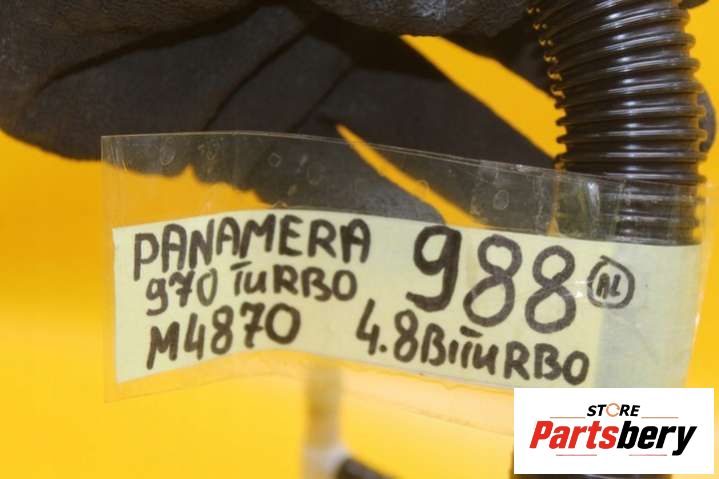 PANAMERA 988 AL
970 TURBO
M4870 4.8BITURBO
STORE
Partsbery